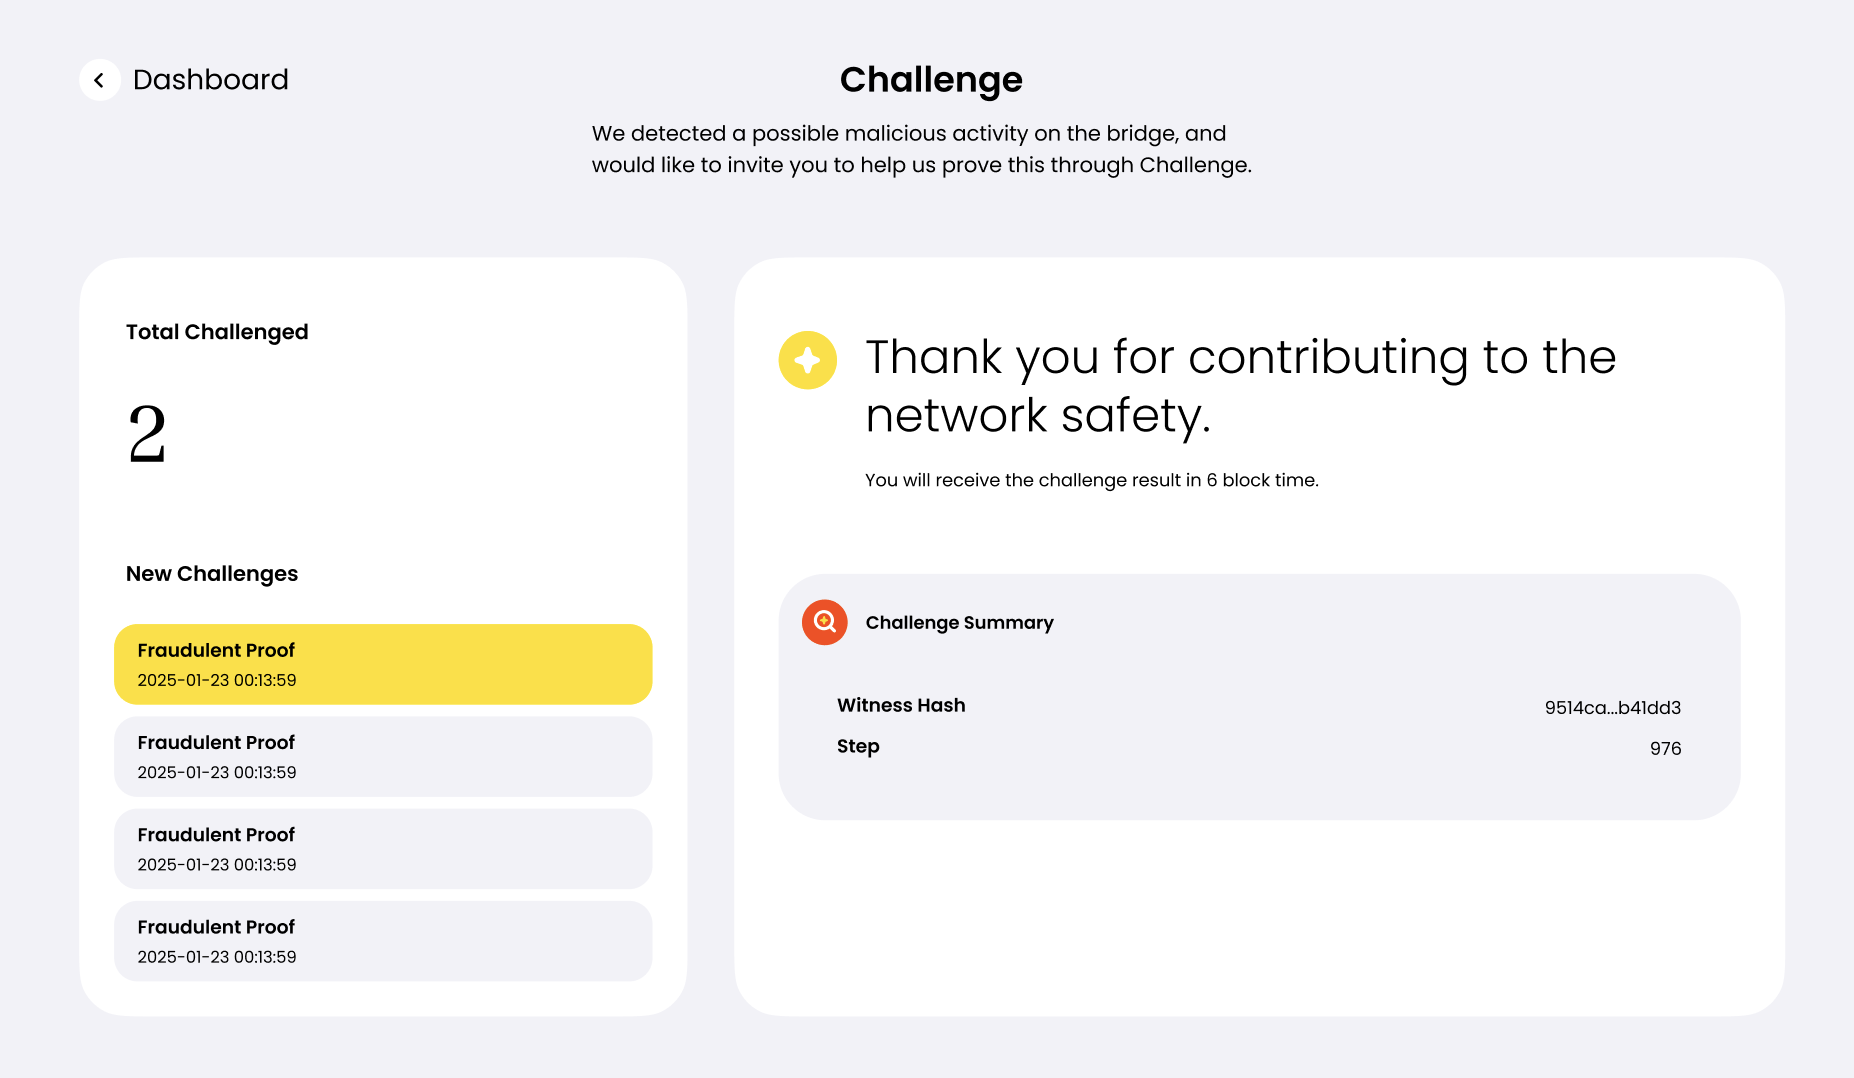 Dashboard
Challenge
We detected a possible malicious activity on the bridge, and
would like to invite you to help us prove this through Challenge.
Total Challenged
2
New Challenges
Fraudulent Proof
2025-01-23 00:13:59
Fraudulent Proof
2025-01-23 00:13:59
Fraudulent Proof
2025-01-23 00:13:59
Fraudulent Proof
2025-01-23 00:13:59
Thank you for contributing to the
network safety.
You will receive the challenge result in 6 block time.
Challenge Summary
Witness Hash 9514ca...b41dd3
Step 976